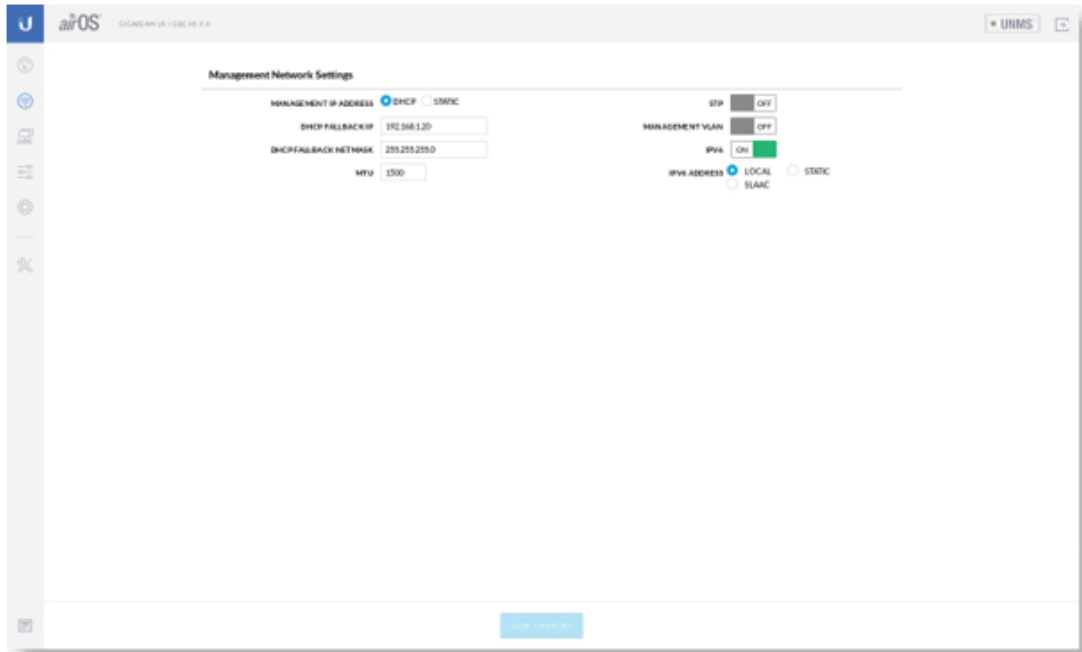 airOS
UNMS
Management Network Settings
MANAGEMENT IP ADDRESS DHCP STATIC
DHCP FALLBACK IP 192.168.1.20
DHCP FALLBACK NETMASK 255.255.255.0
MTU 1500
STP OFF
MANAGEMENT VLAN OFF
IPV6 ON
IPV6 ADDRESS LOCAL STATIC
SLAAC
SAVE CHANGES